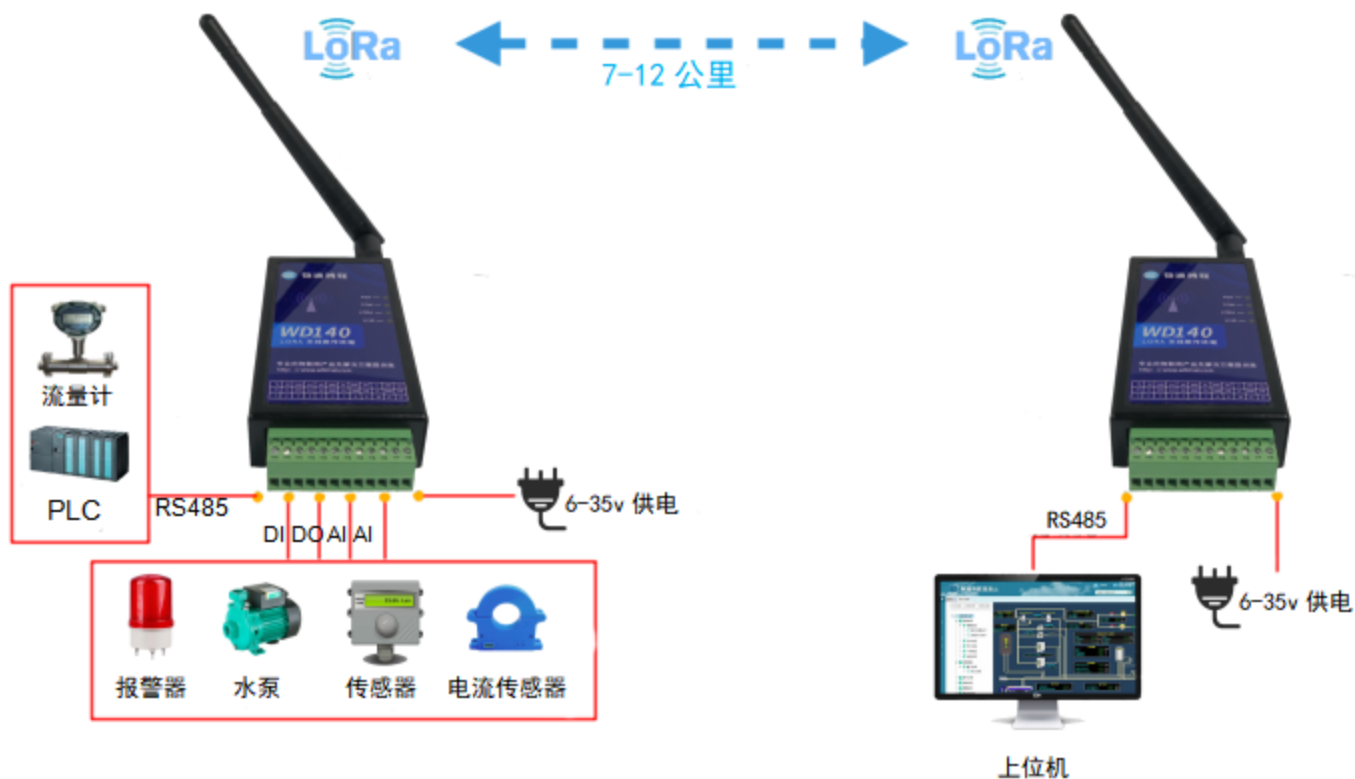 LoRa
LoRa
7-12 公里
WD140
WD140
流量计
PLC
RS485
DI DO AI AI
6-35v 供电
RS485
6-35v 供电
报警器
水泵
传感器
电流传感器
上位机